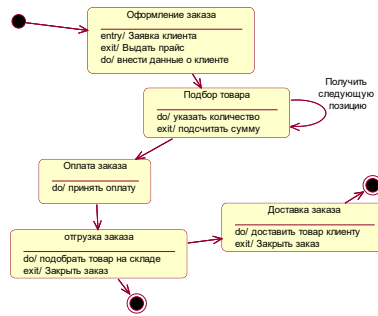 Оформление заказа
entry/ Заявка клиента
exit/ Выдать прайс
do/ внести данные о клиенте
Подбор товара
do/ указать количество
exit/ подсчитать сумму
Получить
следующую
позицию
Оплата заказа
do/ принять оплату
Доставка заказа
do/ доставить товар клиенту
exit/ Закрыть заказ
отгрузка заказа
do/ подобрать товар на складе
exit/ Закрыть заказ